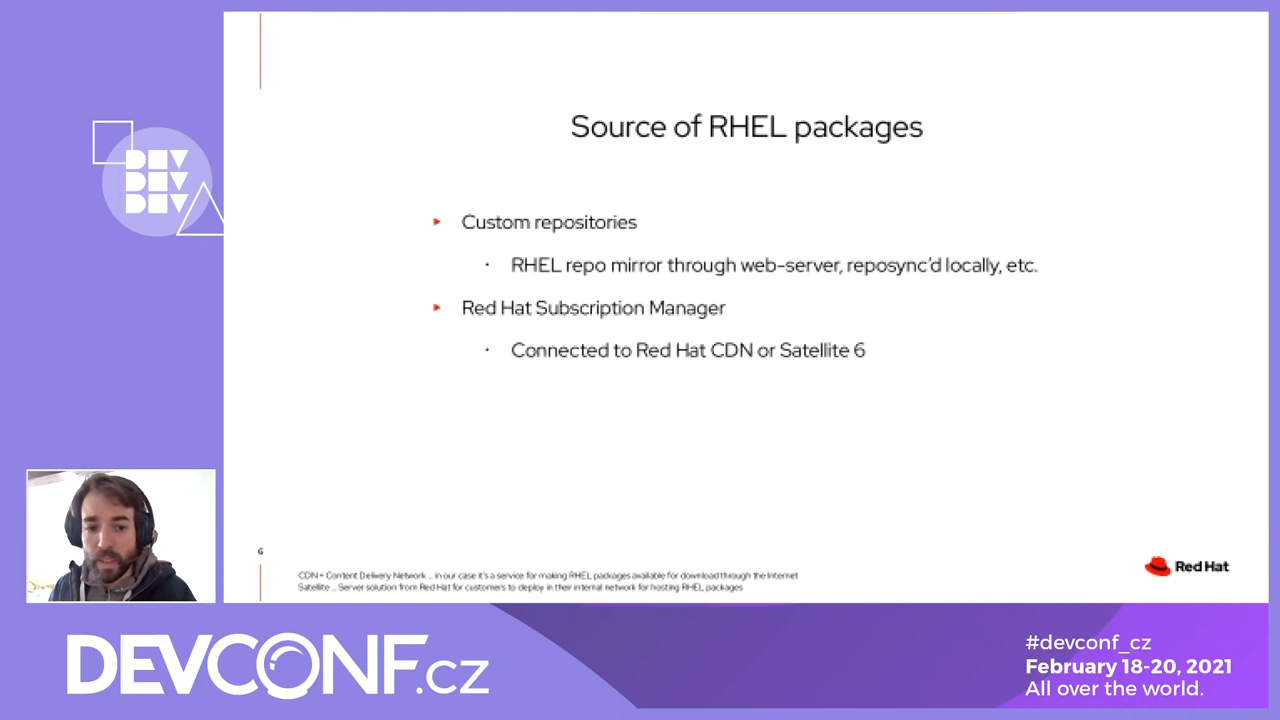 DEV
DEV
DEV
Source of RHEL packages
Custom repositories
RHEL repo mirror through web-server, reposync’d locally, etc.
Red Hat Subscription Manager
Connected to Red Hat CDN or Satellite 6
6
CDN - Content Delivery Network ... in our case it's a service for making RHEL packages available for download through the Internet
Satellite ... Server solution from Red Hat for customers to deploy in their internal network for hosting RHEL packages
Red Hat
DEVCONF.cz
#devconf_cz
February 18-20, 2021
All over the world.